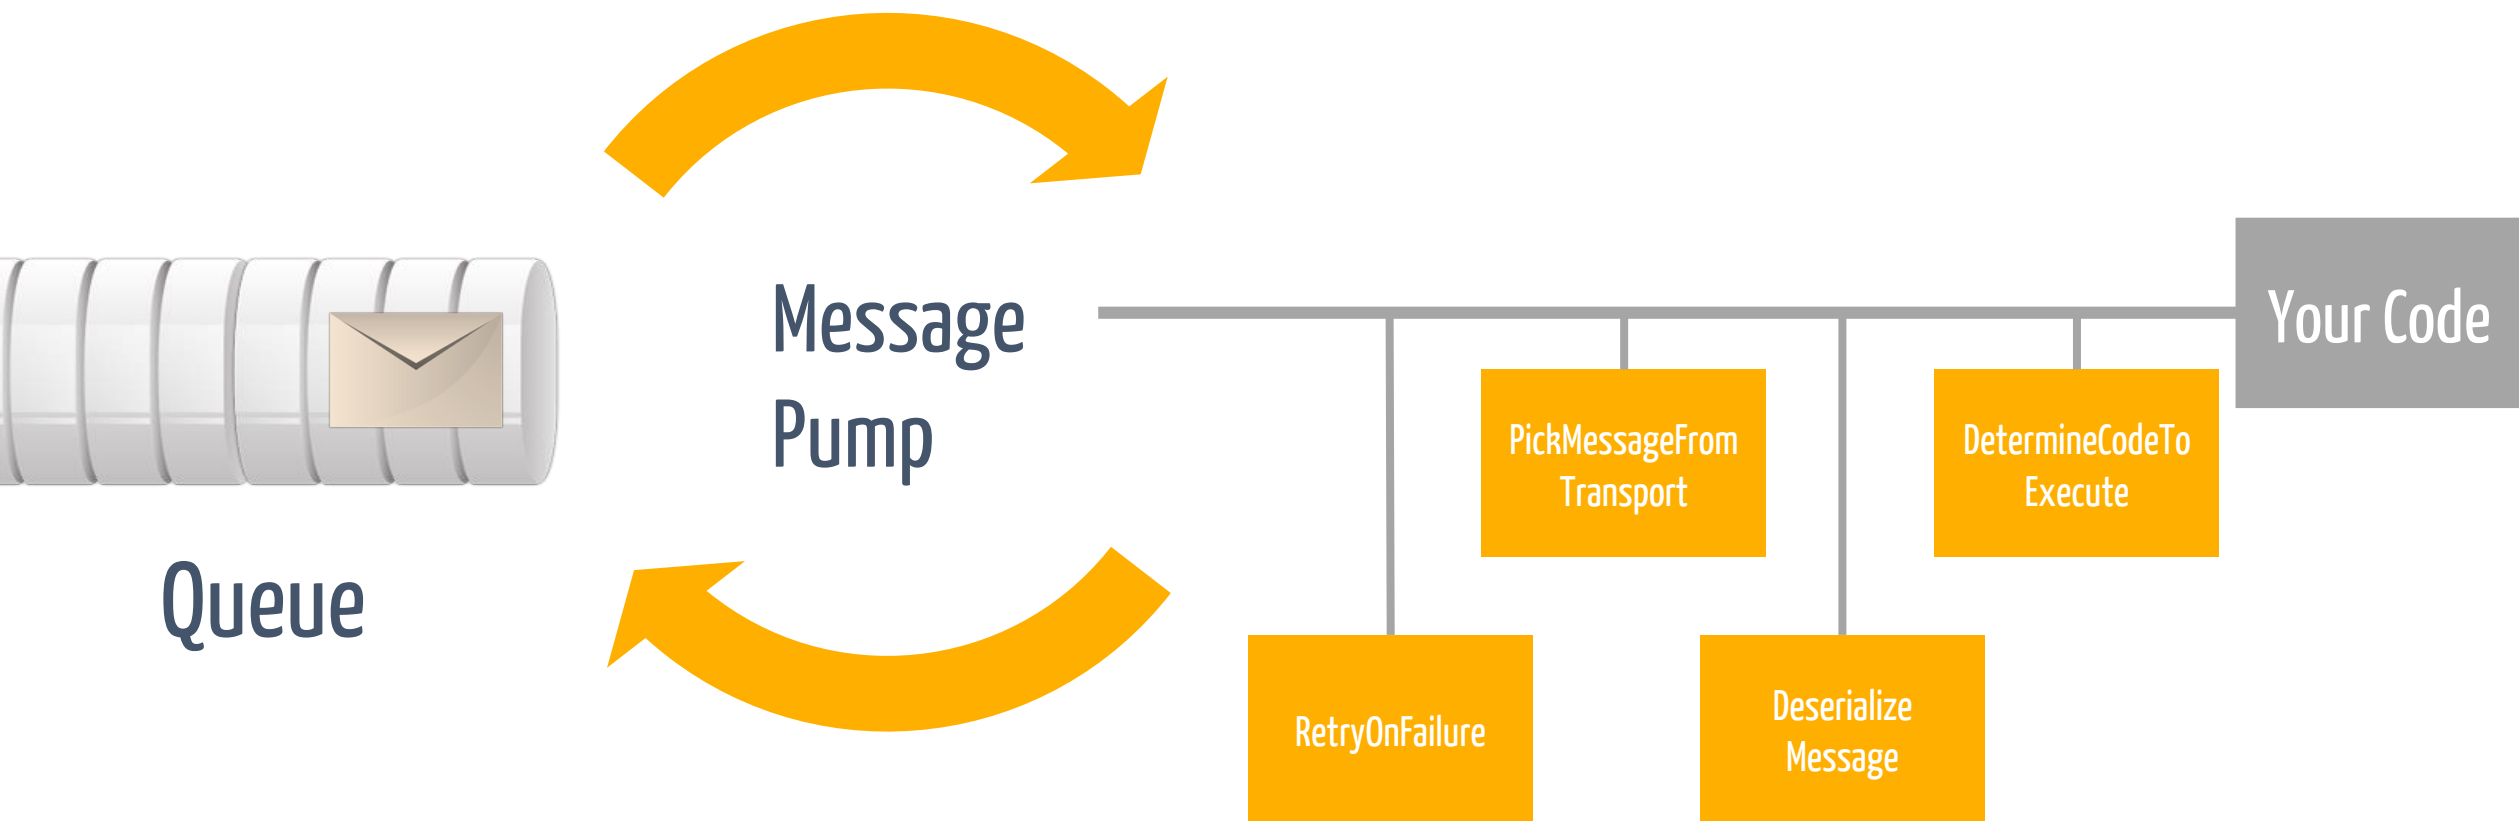 Queue
Message
Pump
RetryOnFailure
PickMessageFrom
Transport
Deserialize
Message
DetermineCodeTo
Execute
Your Code